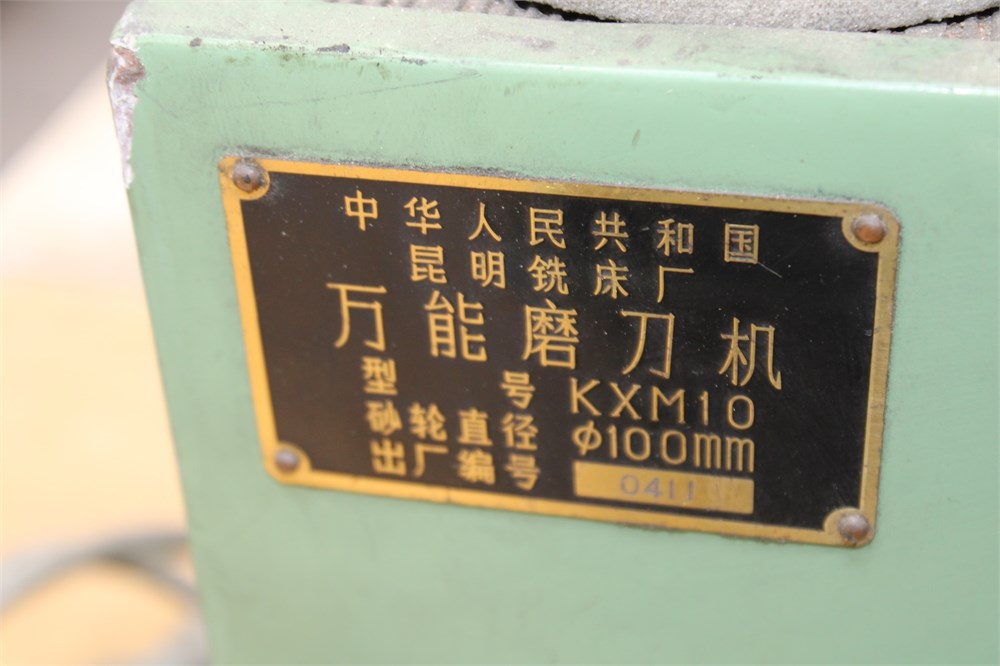 中华人民共和国
昆明铣床厂
万能磨刀机
型号 KXM10
砂轮直径 φ100mm
出厂编号 0411